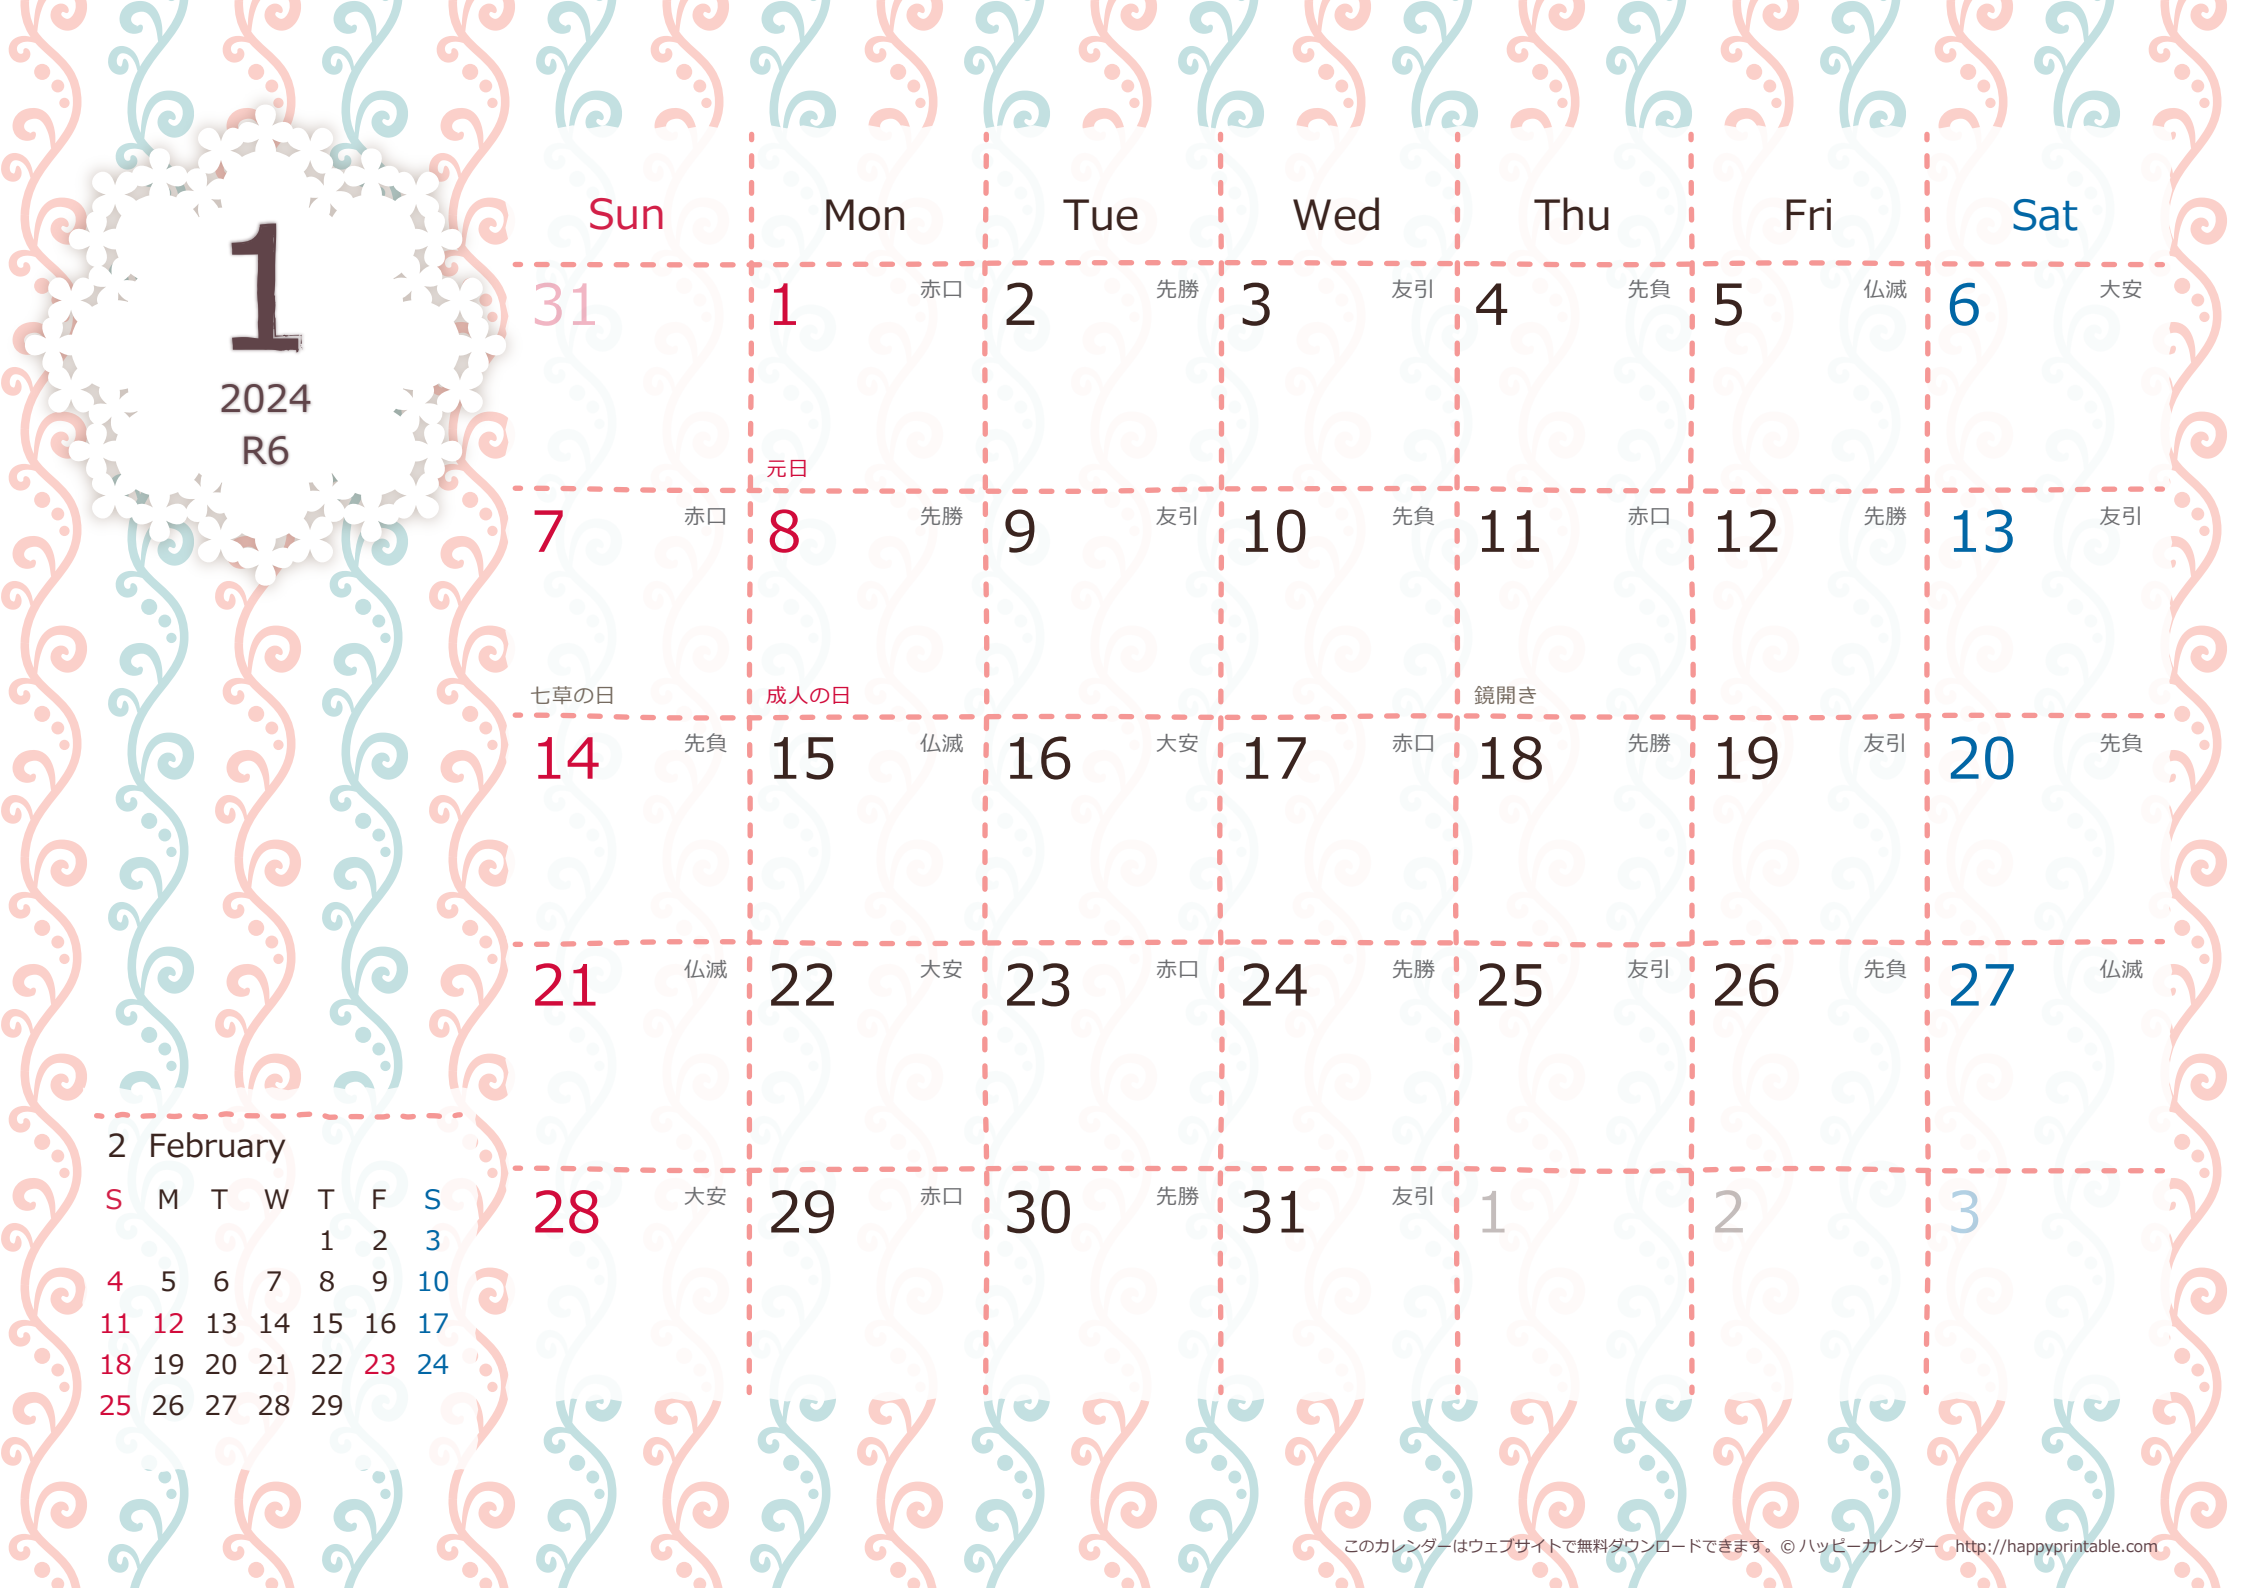 1
2024
R6
Sun Mon Tue Wed Thu Fri Sat
31 1 赤口 2 先勝 3 友引 4 先負 5 仏滅 6 大安
元日
7 赤口 8 先勝 9 友引 10 先負 11 赤口 12 先勝 13 友引
七草の日 成人の日 鏡開き
14 先負 15 仏滅 16 大安 17 赤口 18 先勝 19 友引 20 先負
21 仏滅 22 大安 23 赤口 24 先勝 25 友引 26 先負 27 仏滅
28 大安 29 赤口 30 先勝 31 友引 1 2 3
2 February
S M T W T F S
1 2 3
4 5 6 7 8 9 10
11 12 13 14 15 16 17
18 19 20 21 22 23 24
25 26 27 28 29
このカレンダーはウェブサイトで無料ダウンロードできます。© ハッピーカレンダー http://happyprintable.com